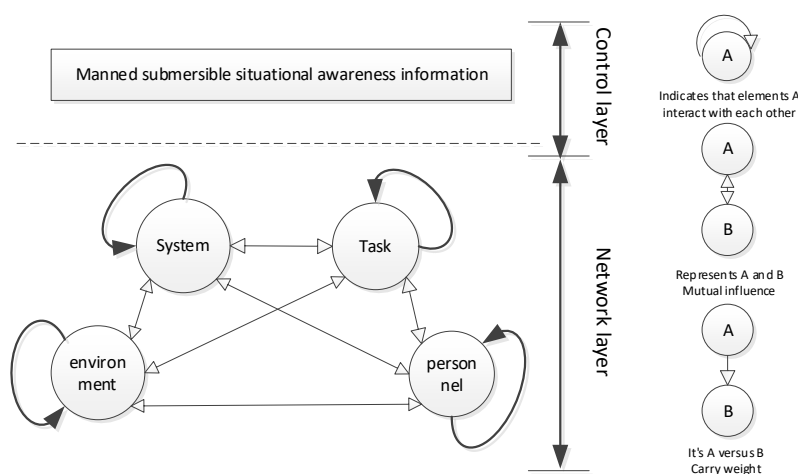 Manned submersible situational awareness information
Control layer
System
Task
environ
ment
person
nel
Network layer
A
Indicates that elements A
interact with each other
A
B
Represents A and B
Mutual influence
A
B
It's A versus B
Carry weight